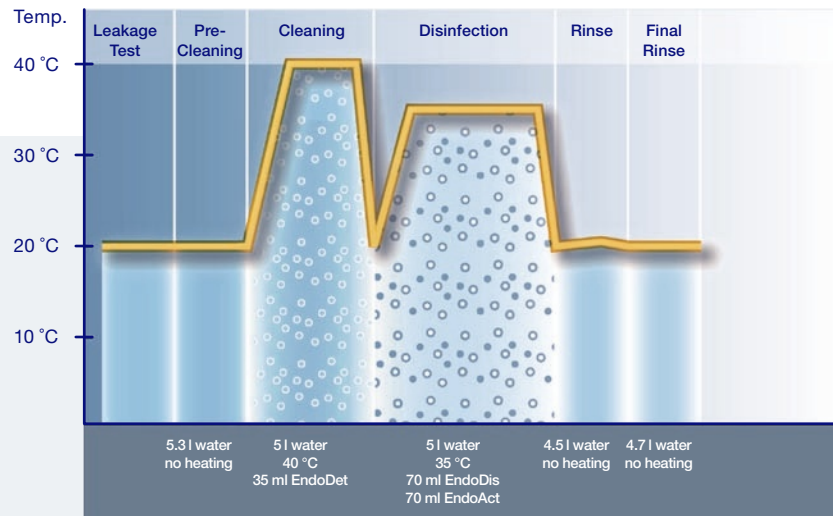 Temp.
Leakage
Test
Pre-
Cleaning
Cleaning
Disinfection
Rinse
Final
Rinse
40 °C
30 °C
20 °C
10 °C
5.3 l water
no heating
5 l water
40 °C
35 ml EndoDet
5 l water
35 °C
70 ml EndoDis
70 ml EndoAct
4.5 l water
no heating
4.7 l water
no heating